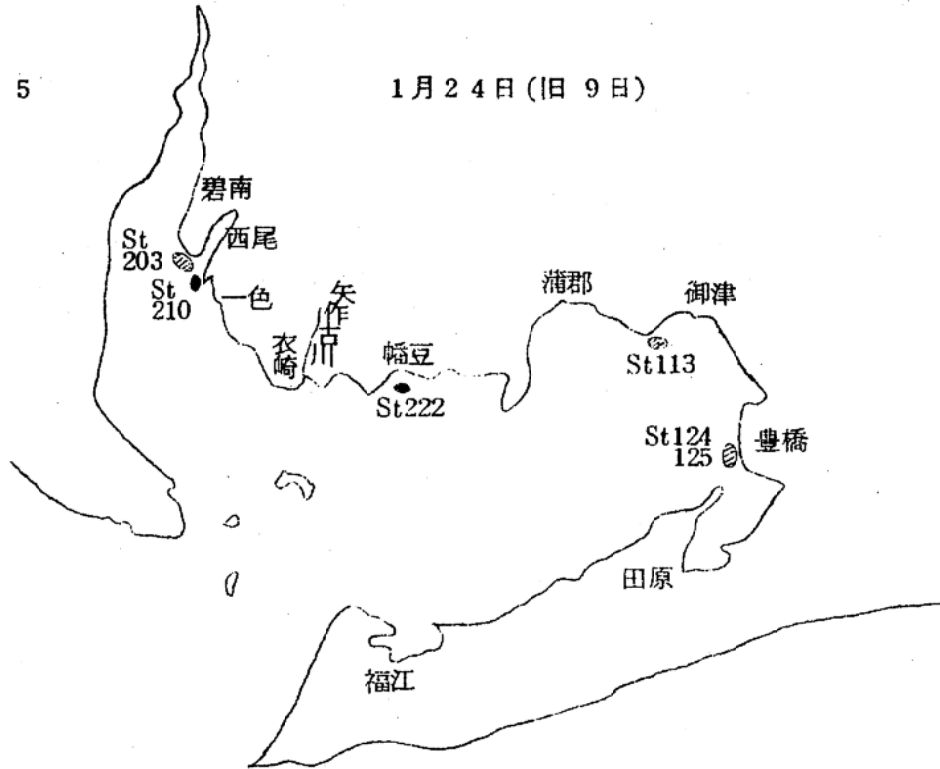 5
1月24日(旧 9日)
碧南
St
203
西尾
St
210
一色
矢作古川
衣崎
幡豆
St222
蒲郡
御津
St113
St124
125
豊橋
田原
福江